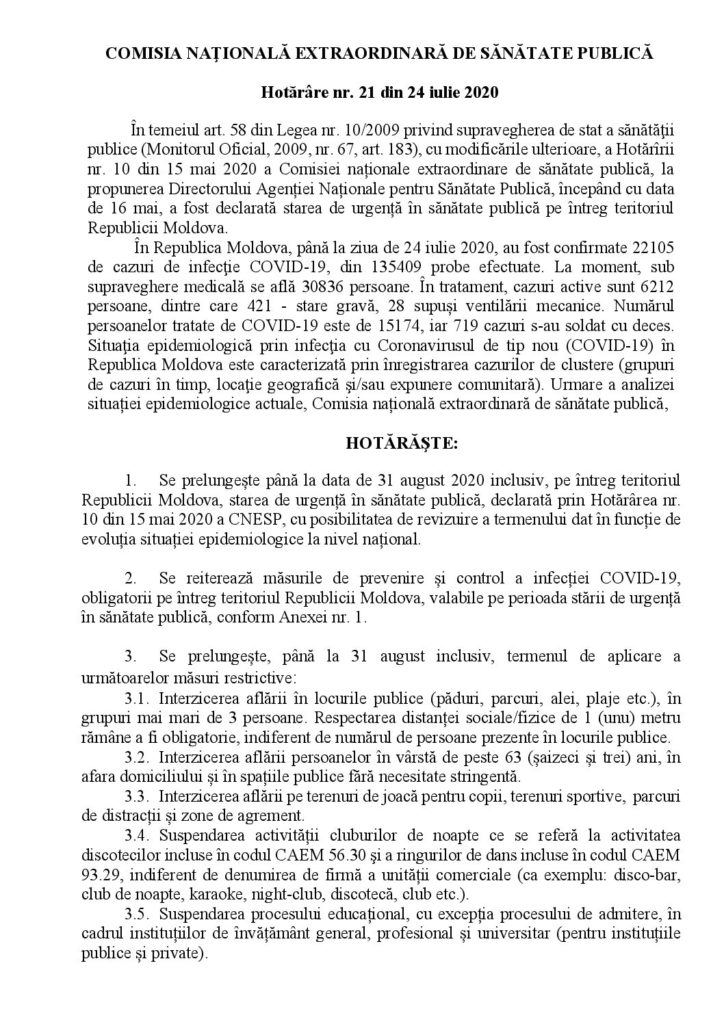 COMISIA NAŢIONALĂ EXTRAORDINARĂ DE SĂNĂTATE PUBLICĂ
Hotărâre nr. 21 din 24 iulie 2020
În temeiul art. 58 din Legea nr. 10/2009 privind supravegherea de stat a sănătăţii
publice (Monitorul Oficial, 2009, nr. 67, art. 183), cu modificările ulterioare, a Hotărîrii
nr. 10 din 15 mai 2020 a Comisiei naționale extraordinare de sănătate publică, la
propunerea Directorului Agenției Naționale pentru Sănătate Publică, începând cu data
de 16 mai, a fost declarată starea de urgență în sănătate publică pe întreg teritoriul
Republicii Moldova.
În Republica Moldova, până la ziua de 24 iulie 2020, au fost confirmate 22105
de cazuri de infecţie COVID-19, din 135409 probe efectuate. La moment, sub
supraveghere medicală se află 30836 persoane. În tratament, cazuri active sunt 6212
persoane, dintre care 421 - stare gravă, 28 supuși ventilării mecanice. Numărul
persoanelor tratate de COVID-19 este de 15174, iar 719 cazuri s-au soldat cu deces.
Situaţia epidemiologică prin infecţia cu Coronavirusul de tip nou (COVID-19) în
Republica Moldova este caracterizată prin înregistrarea cazurilor de clustere (grupuri
de cazuri în timp, locaţie geografică şi/sau expunere comunitară). Urmare a analizei
situației epidemiologice actuale, Comisia națională extraordinară de sănătate publică,
HOTĂRĂŞTE:
1. Se prelungește până la data de 31 august 2020 inclusiv, pe întreg teritoriul
Republicii Moldova, starea de urgență în sănătate publică, declarată prin Hotărârea nr.
10 din 15 mai 2020 a CNESP, cu posibilitatea de revizuire a termenului dat în funcție de
evoluția situației epidemiologice la nivel național.
2. Se reiterează măsurile de prevenire și control a infecției COVID-19,
obligatorii pe întreg teritoriul Republicii Moldova, valabile pe perioada stării de urgență
în sănătate publică, conform Anexei nr. 1.
3. Se prelungește, până la 31 august inclusiv, termenul de aplicare a
următoarelor măsuri restrictive:
3.1. Interzicerea aflării în locurile publice (păduri, parcuri, alei, plaje etc.), în
grupuri mai mari de 3 persoane. Respectarea distanței sociale/fizice de 1 (unu) metru
rămâne a fi obligatorie, indiferent de numărul de persoane prezente în locurile publice.
3.2. Interzicerea aflării persoanelor în vârstă de peste 63 (șaizeci şi trei) ani, în
afara domiciliului și în spațiile publice fără necesitate stringentă.
3.3. Interzicerea aflării pe terenuri de joacă pentru copii, terenuri sportive, parcuri
de distracții și zone de agrement.
3.4. Suspendarea activității cluburilor de noapte ce se referă la activitatea
discotecilor incluse în codul CAEM 56.30 şi a ringurilor de dans incluse în codul CAEM
93.29, indiferent de denumirea de firmă a unității comerciale (ca exemplu: disco-bar,
club de noapte, karaoke, night-club, discotecă, club etc.).
3.5. Suspendarea procesului educațional, cu excepția procesului de admitere, în
cadrul instituțiilor de învățământ general, profesional și universitar (pentru instituțiile
publice și private).